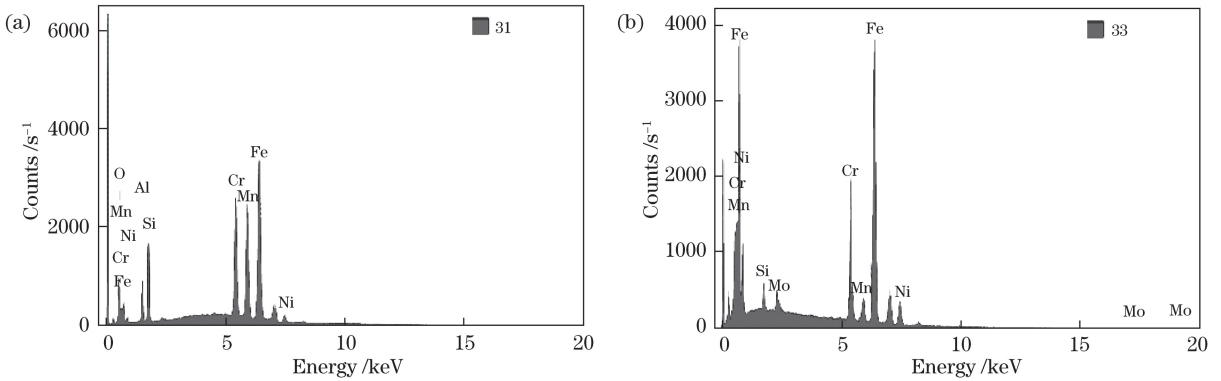 (a)
31
6000
4000
2000
0
Counts /s⁻¹
O
Al
Mn
Si
Ni
Cr
Fe
Cr
Mn
Fe
Ni
0
5
10
15
20
Energy /keV
(b)
33
4000
3000
2000
1000
0
Counts /s⁻¹
Fe
Ni
Cr
Mn
Si
Mo
Cr
Mn
Fe
Ni
Mo
Mo
0
5
10
15
20
Energy /keV